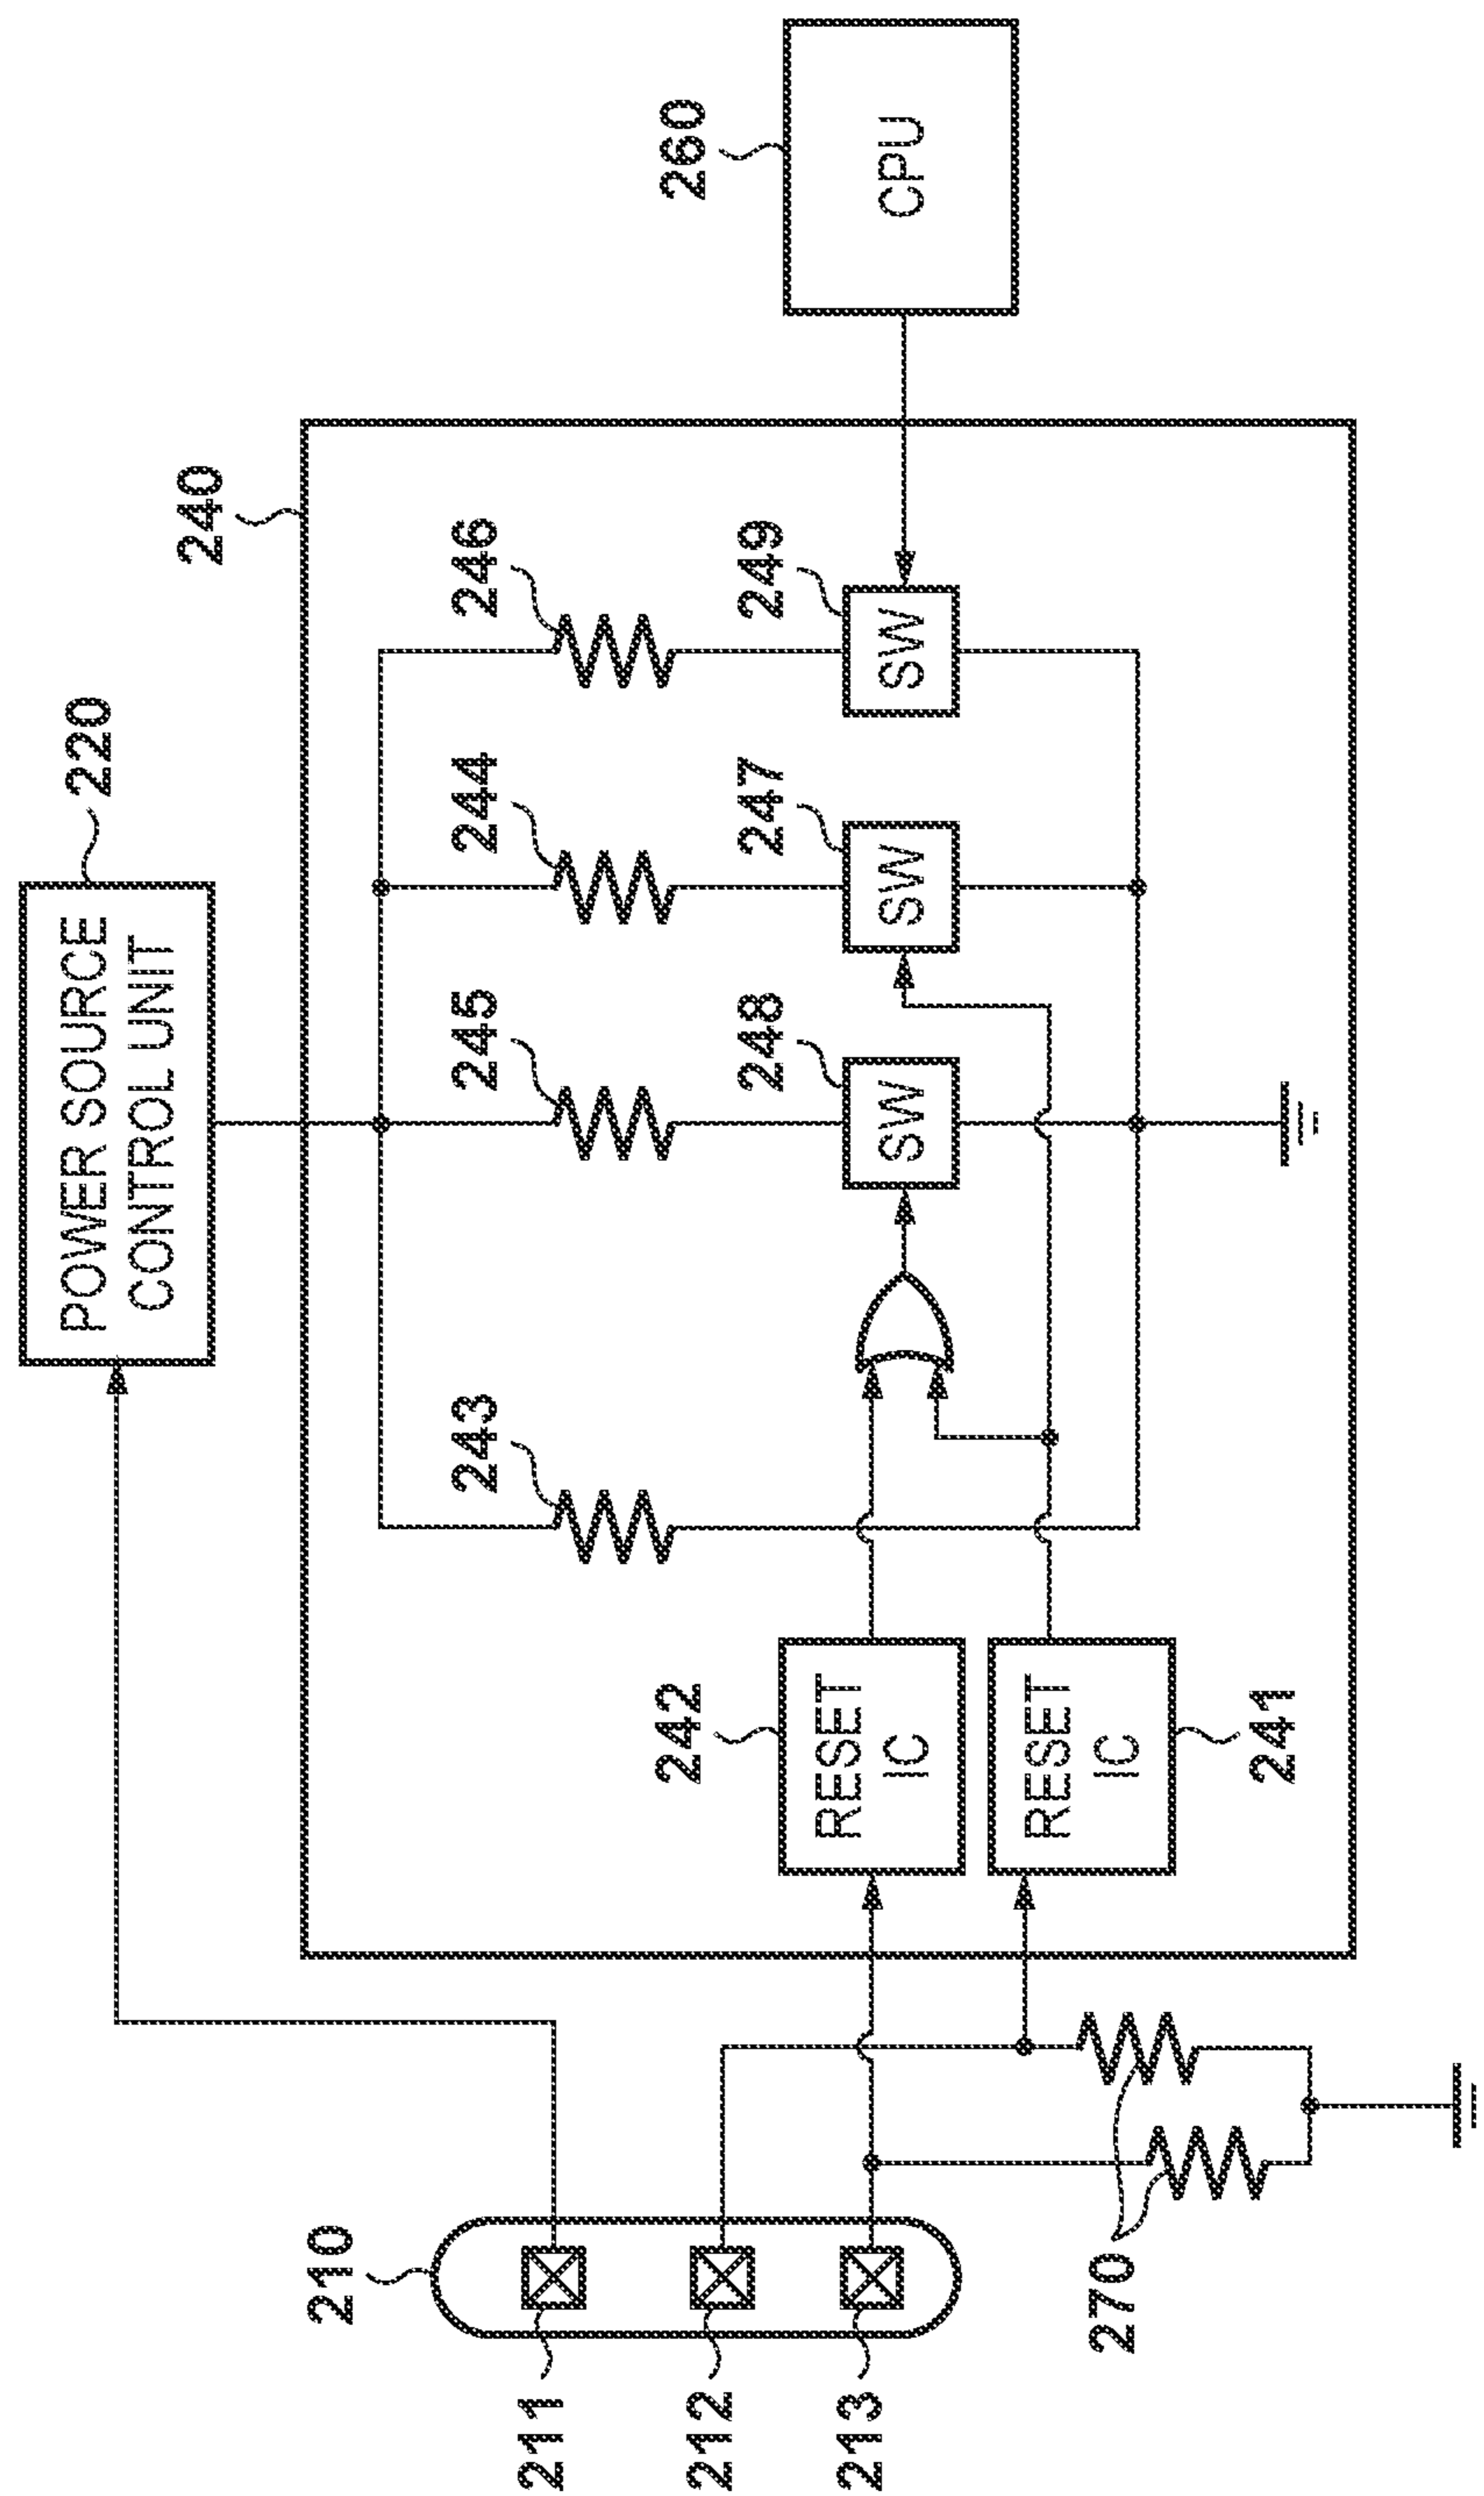 210
211
212
213
270
220
POWER SOURCE
CONTROL UNIT
240
243
245
244
246
242
RESET
IC
RESET
IC
241
248
SW
247
SW
249
SW
260
CPU